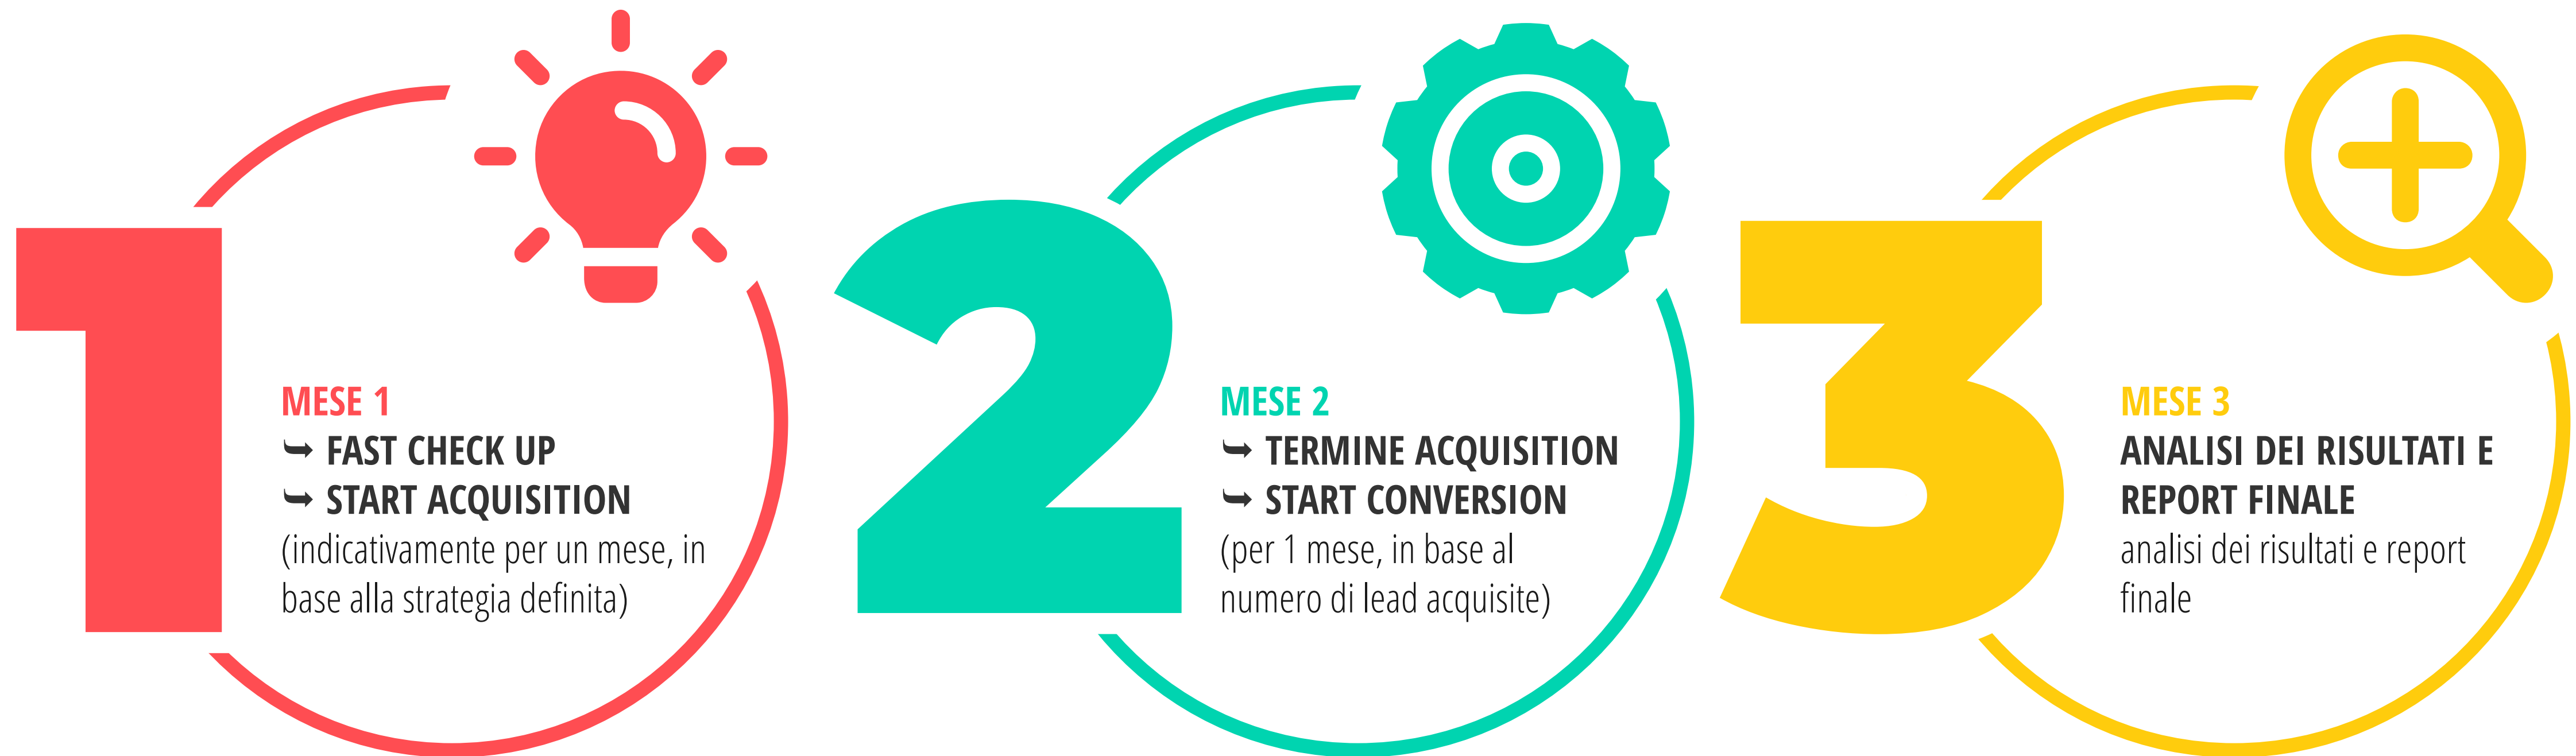 1
MESE 1
➥ FAST CHECK UP
➥ START ACQUISITION
(indicativamente per un mese, in
base alla strategia definita)
2
MESE 2
➥ TERMINE ACQUISITION
➥ START CONVERSION
(per 1 mese, in base al
numero di lead acquisite)
3
MESE 3
ANALISI DEI RISULTATI E
REPORT FINALE
analisi dei risultati e report
finale